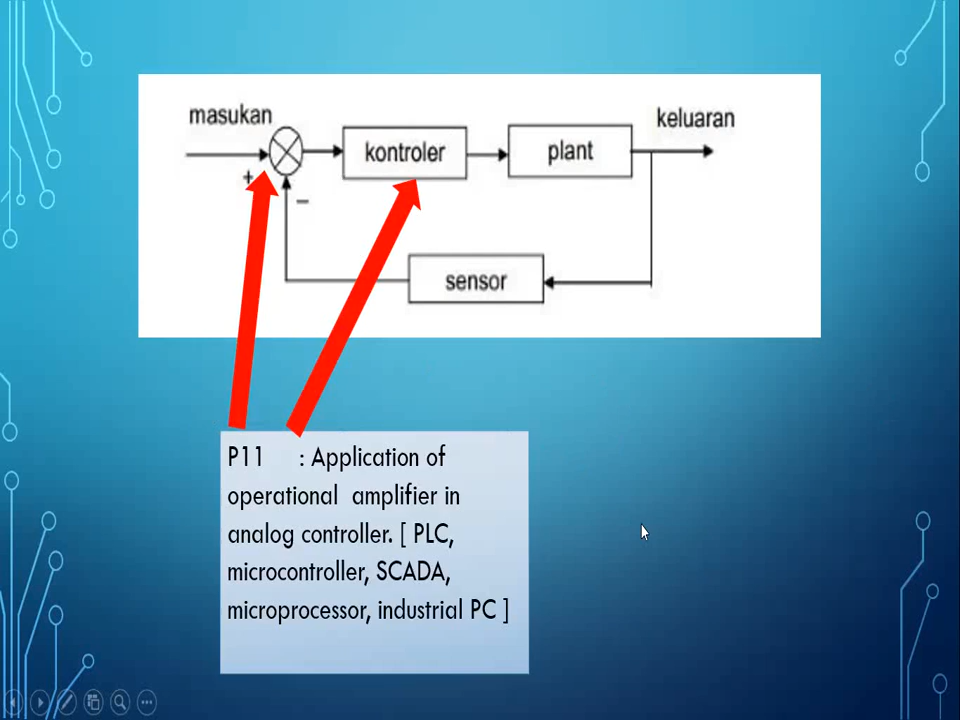 masukan
keluaran
kontroler
plant
+
–
sensor
P11 : Application of
operational amplifier in
analog controller. [ PLC,
microcontroller, SCADA,
microprocessor, industrial PC ]